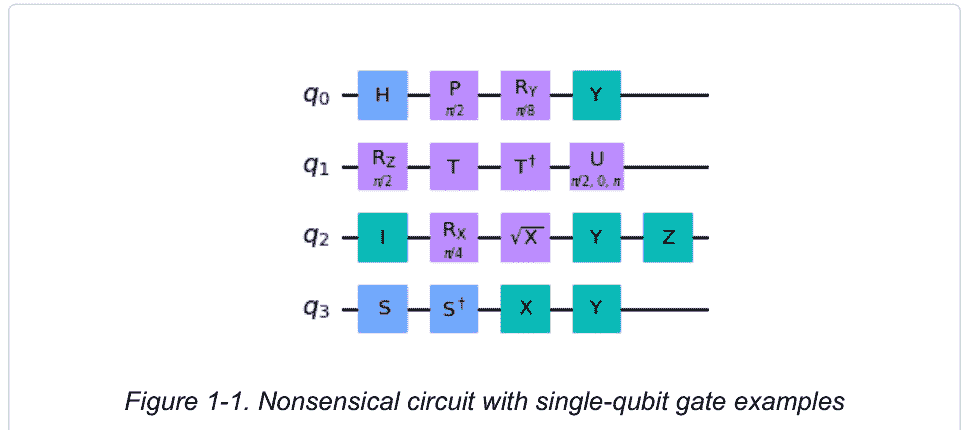 q0 H P π/2 RY π/8 Y
q1 RZ π/2 T T† U π/2, 0, π
q2 I RX π/4 √X Y Z
q3 S S† X Y
Figure 1-1. Nonsensical circuit with single-qubit gate examples